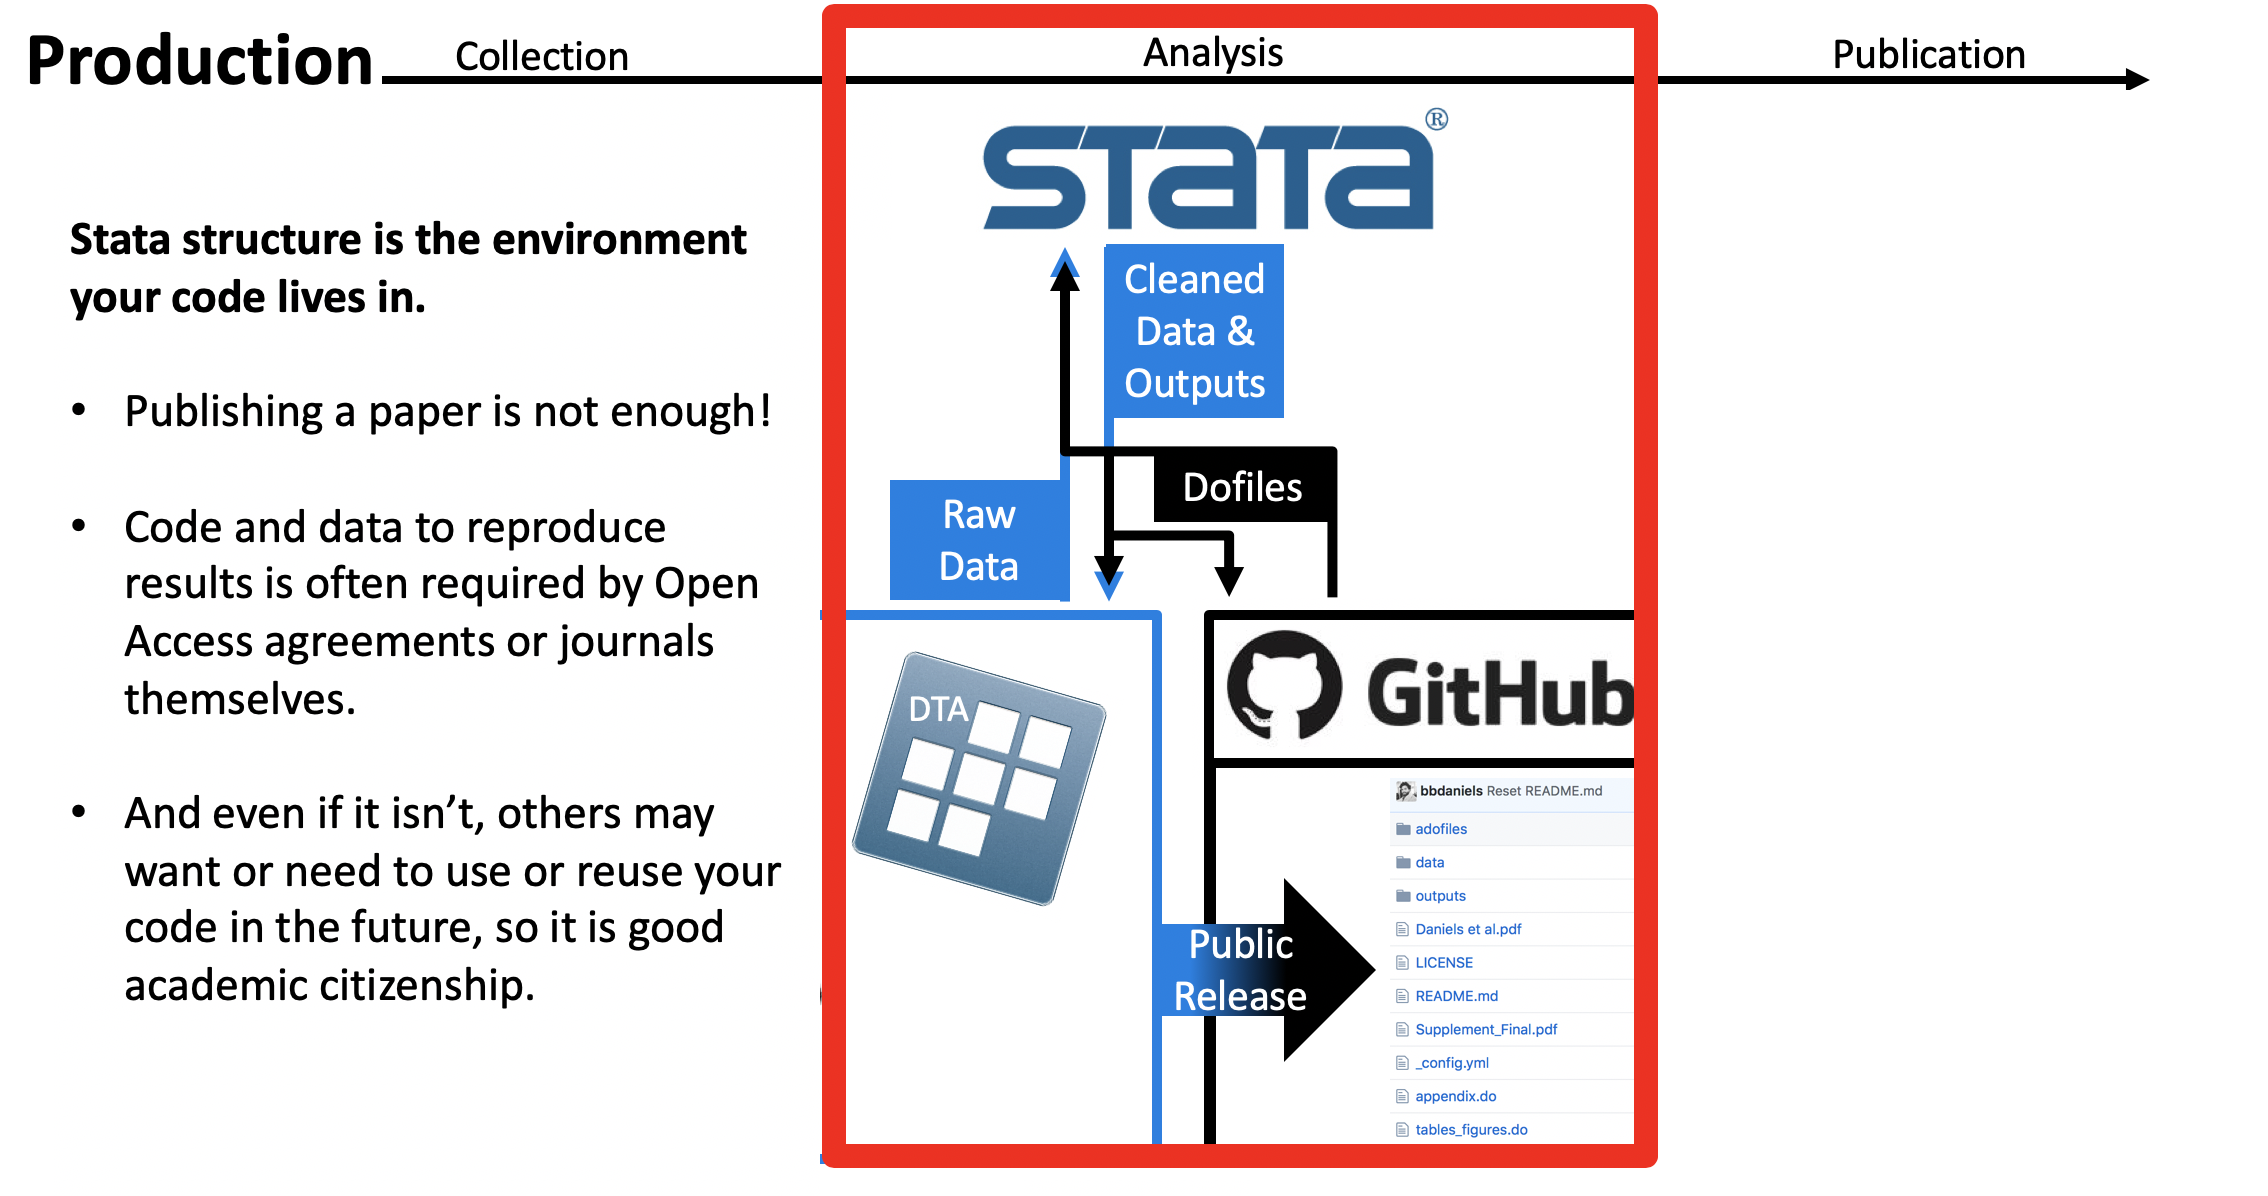 Production
Collection
Analysis
Publication
Stata structure is the environment
your code lives in.
• Publishing a paper is not enough!
• Code and data to reproduce
results is often required by Open
Access agreements or journals
themselves.
• And even if it isn’t, others may
want or need to use or reuse your
code in the future, so it is good
academic citizenship.
STATA®
Cleaned
Data &
Outputs
Dofiles
Raw
Data
DTA
GitHub
Public
Release
bbdaniels Reset README.md
adofiles
data
outputs
Daniels et al.pdf
LICENSE
README.md
Supplement_Final.pdf
_config.yml
appendix.do
tables_figures.do